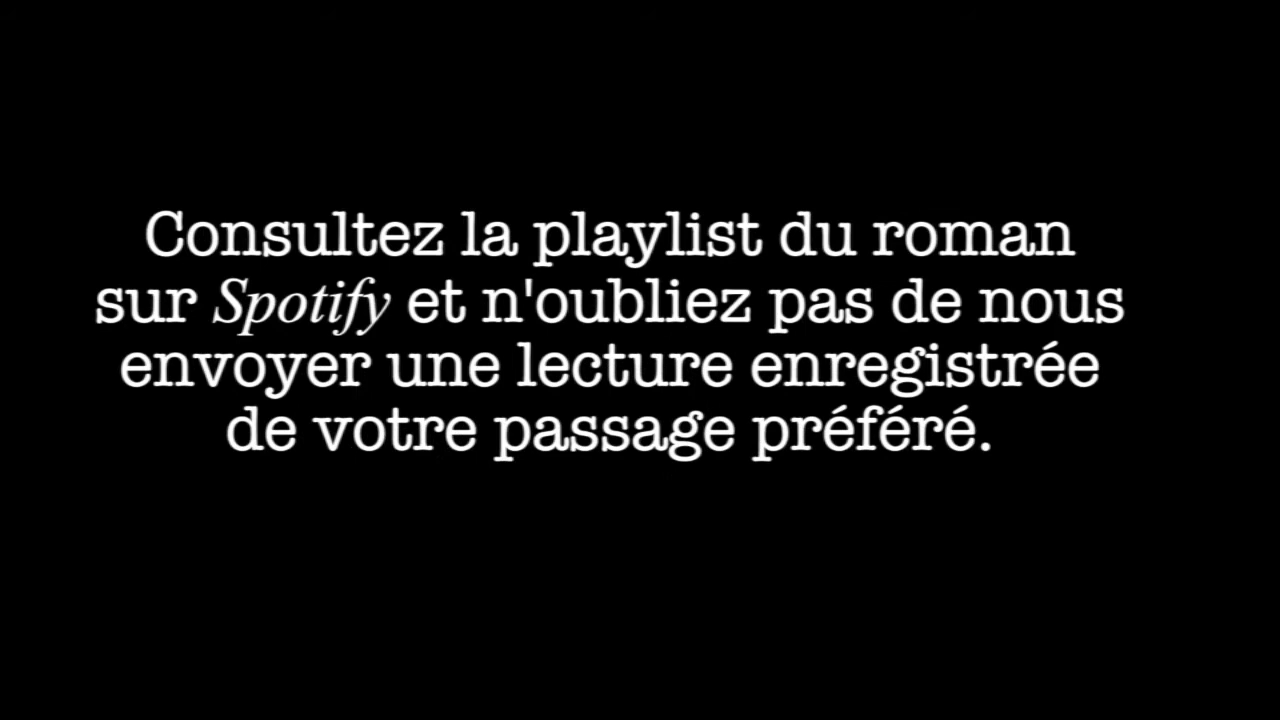 Consultez la playlist du roman
sur Spotify et n'oubliez pas de nous
envoyer une lecture enregistrée
de votre passage préféré.